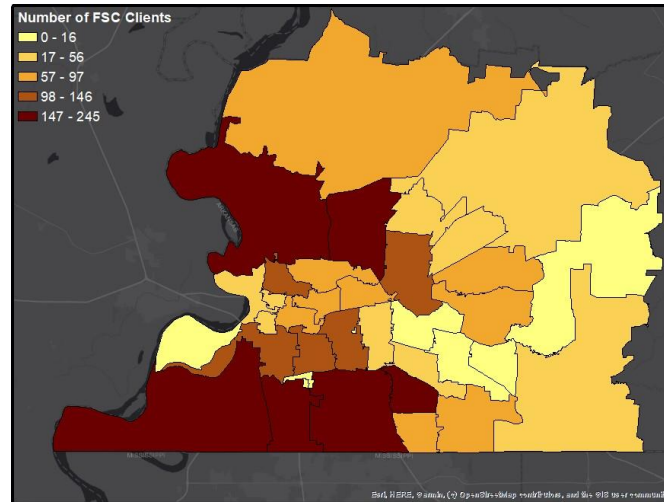 Number of FSC Clients
0 - 16
17 - 56
57 - 97
98 - 146
147 - 245
Esri, HERE, Garmin, (c) OpenStreetMap contributors, and the GIS user communit